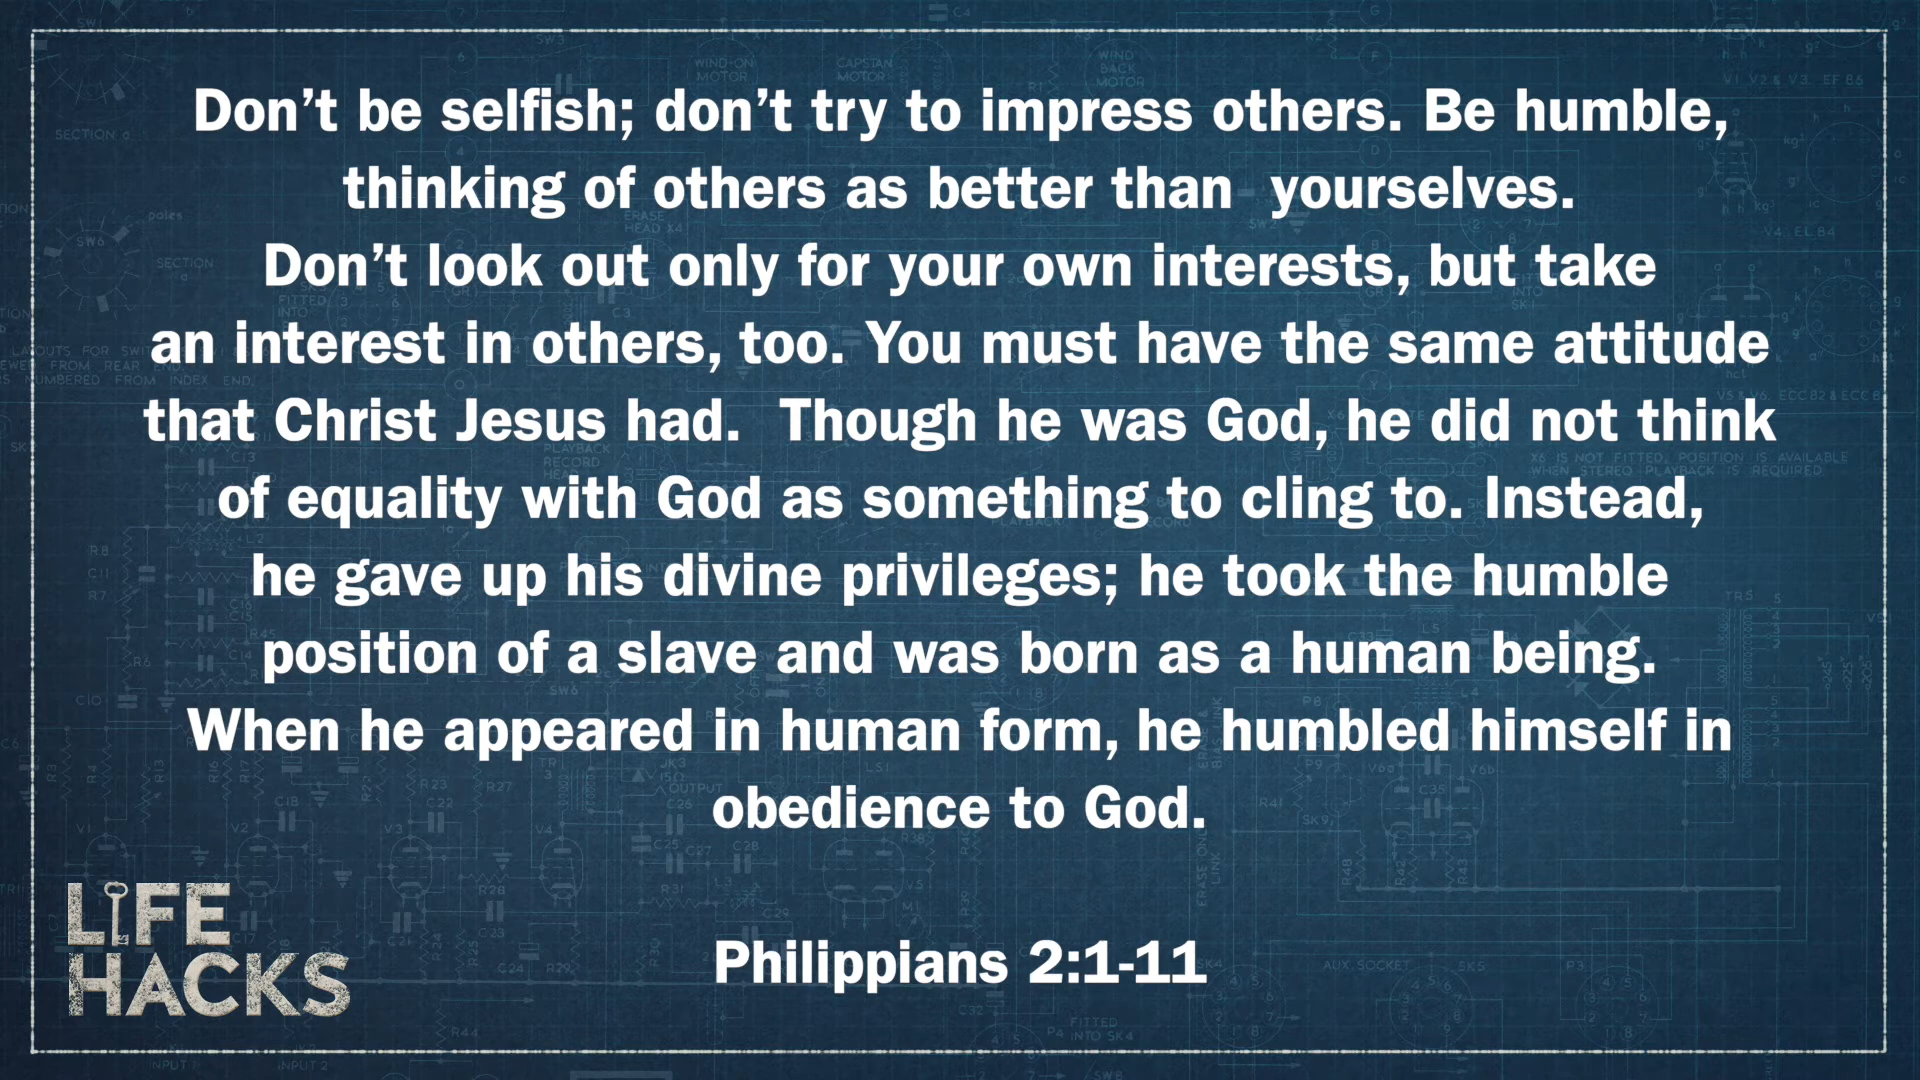 Don’t be selfish; don’t try to impress others. Be humble,
thinking of others as better than  yourselves.
Don’t look out only for your own interests, but take
an interest in others, too. You must have the same attitude
that Christ Jesus had.  Though he was God, he did not think
of equality with God as something to cling to. Instead,
he gave up his divine privileges; he took the humble
position of a slave and was born as a human being.
When he appeared in human form, he humbled himself in
obedience to God.
Philippians 2:1-11
LIFE
HACKS